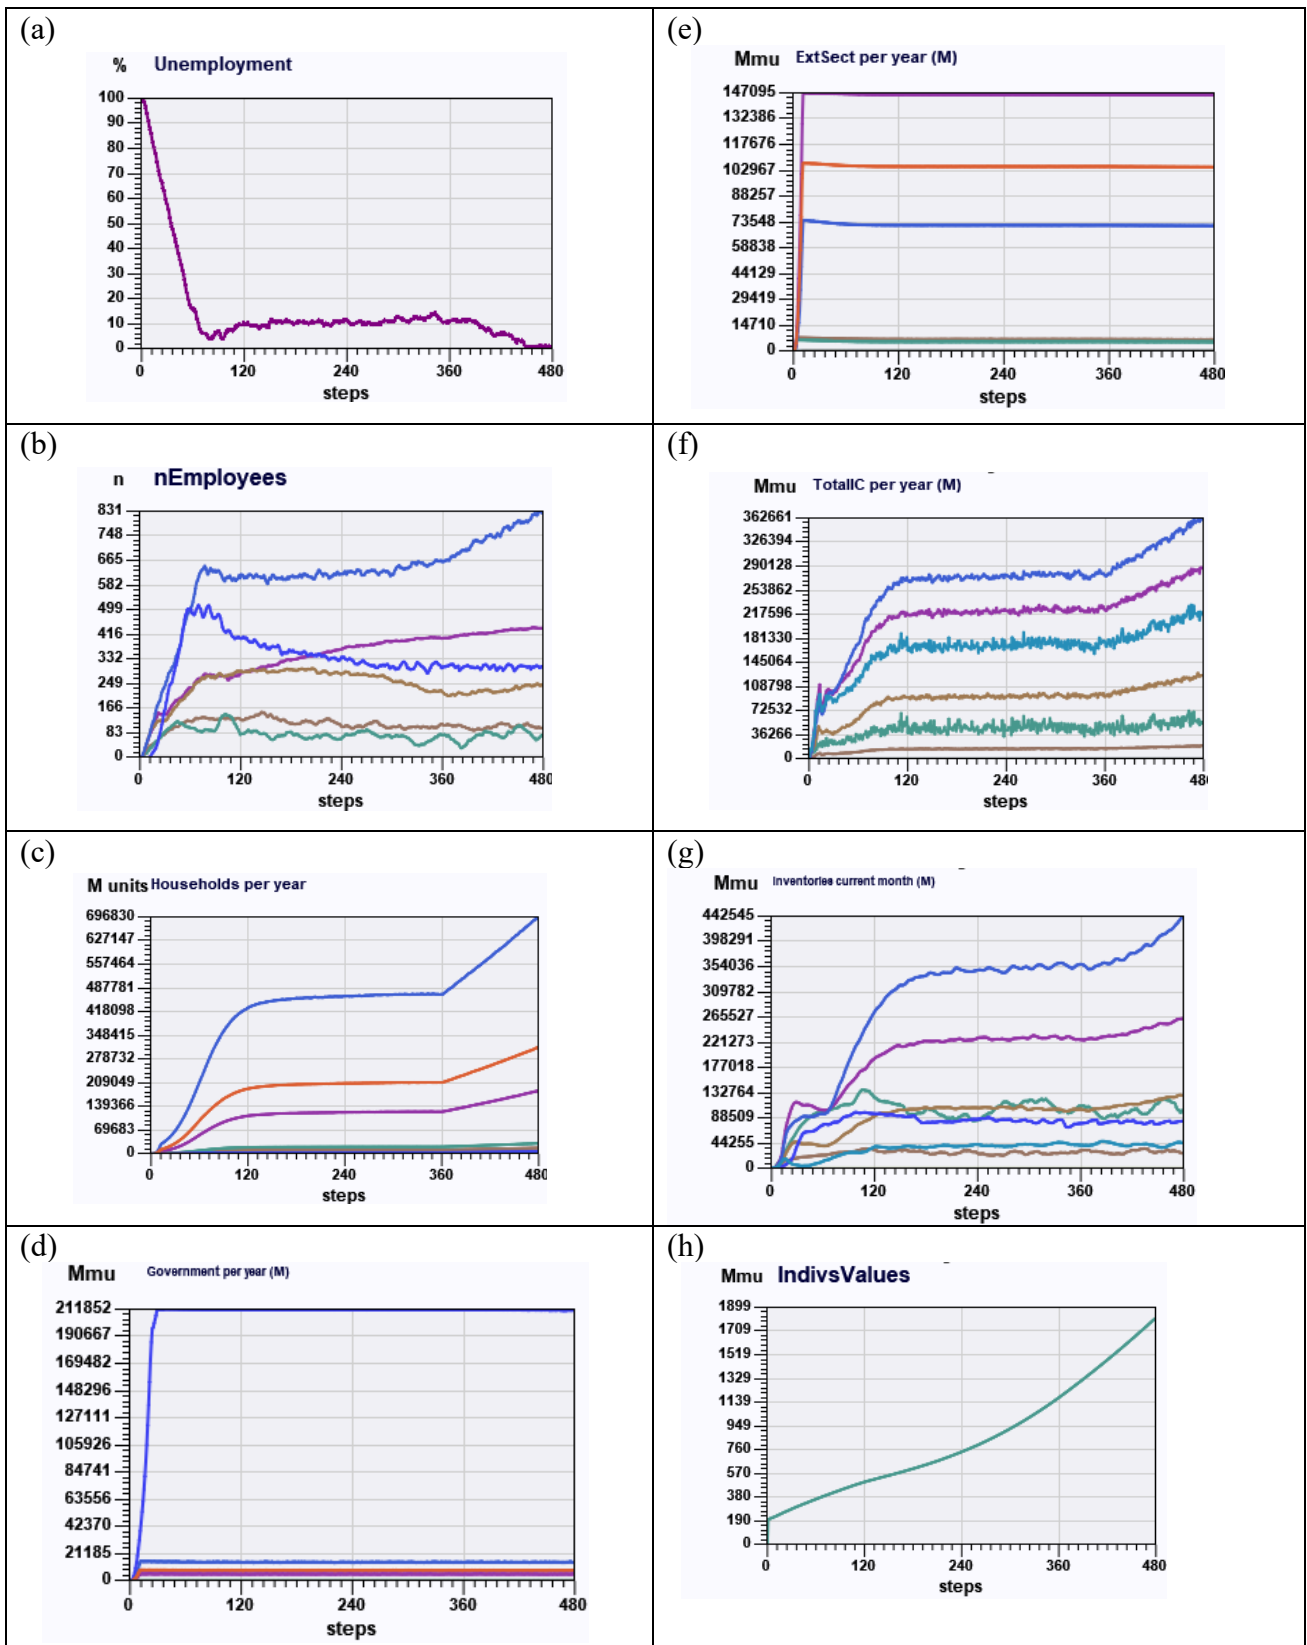 (a)
% Unemployment
100
90
80
70
60
50
40
30
20
10
0
0 120 240 360 480
steps
(e)
Mmu ExtSect per year (M)
147095
132386
117676
102967
88257
73548
58838
44129
29419
14710
0
0 120 240 360 480
steps
(b)
n nEmployees
831
748
665
582
499
416
332
249
166
83
0
0 120 240 360 480
steps
(f)
Mmu TotalIC per year (M)
362661
326394
290128
253862
217596
181330
145064
108798
72532
36266
0
0 120 240 360 480
steps
(c)
M units Households per year
696830
627147
557464
487781
418098
348415
278732
209049
139366
69683
0
0 120 240 360 480
steps
(g)
Mmu Inventories current month (M)
442545
398291
354036
309782
265527
221273
177018
132764
88509
44255
0
0 120 240 360 480
steps
(d)
Mmu Government per year (M)
211852
190667
169482
148296
127111
105926
84741
63556
42370
21185
0
0 120 240 360 480
steps
(h)
Mmu IndivsValues
1899
1709
1519
1329
1139
949
760
570
380
190
0
0 120 240 360 480
steps